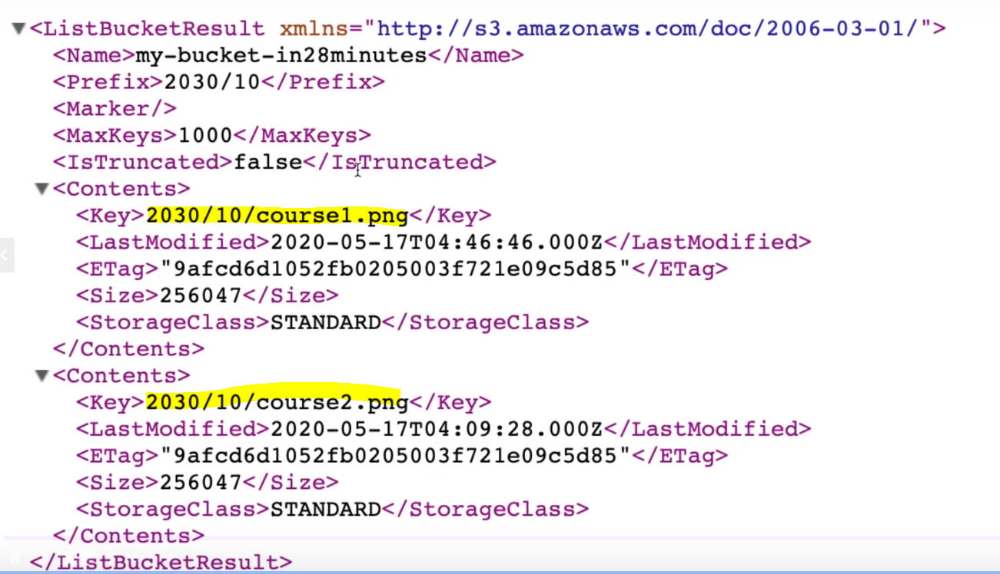 <ListBucketResult xmlns="http://s3.amazonaws.com/doc/2006-03-01/">
<Name>my-bucket-in28minutes</Name>
<Prefix>2030/10</Prefix>
<Marker/>
<MaxKeys>1000</MaxKeys>
<IsTruncated>false</IsTruncated>
<Contents>
<Key>2030/10/course1.png</Key>
<LastModified>2020-05-17T04:46:46.000Z</LastModified>
<ETag>"9afcd6d1052fb0205003f721e09c5d85"</ETag>
<Size>256047</Size>
<StorageClass>STANDARD</StorageClass>
</Contents>
<Contents>
<Key>2030/10/course2.png</Key>
<LastModified>2020-05-17T04:09:28.000Z</LastModified>
<ETag>"9afcd6d1052fb0205003f721e09c5d85"</ETag>
<Size>256047</Size>
<StorageClass>STANDARD</StorageClass>
</Contents>
</ListBucketResult>